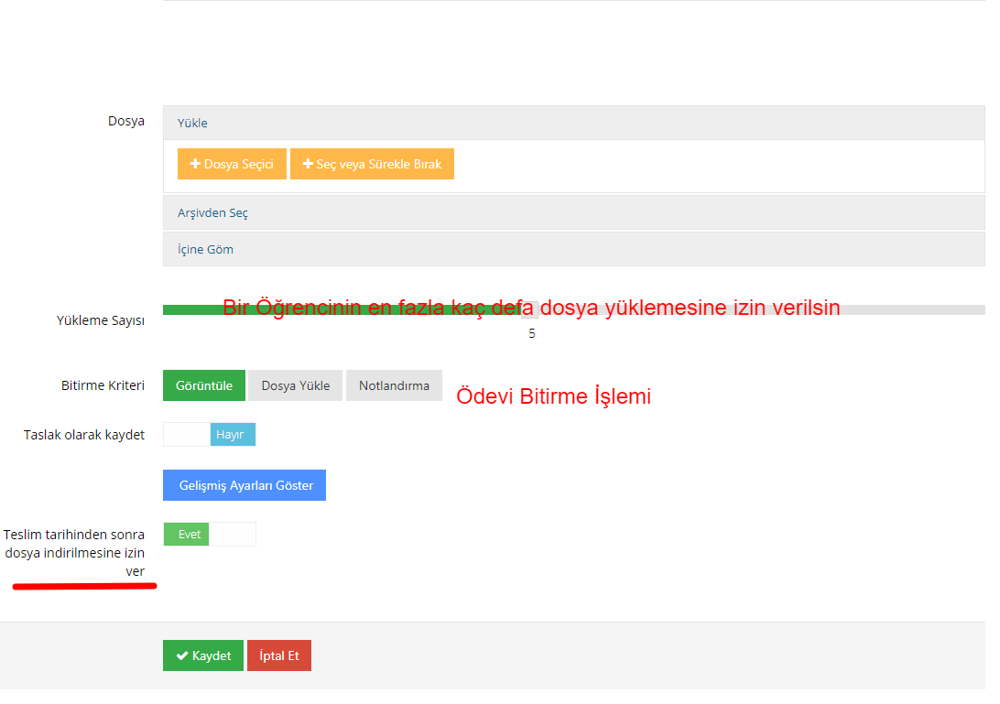 Dosya
Yükle
Dosya Seçici
Seç veya Sürekle Bırak
Arşivden Seç
İçine Göm
Bir Öğrencinin en fazla kaç defa dosya yüklemesine izin verilsin
Yükleme Sayısı
5
Bitirme Kriteri
Görüntüle
Dosya Yükle
Notlandırma
Ödevi Bitirme İşlemi
Taslak olarak kaydet
Hayır
Gelişmiş Ayarları Göster
Teslim tarihinden sonra
dosya indirilmesine izin
ver
Evet
Kaydet
İptal Et